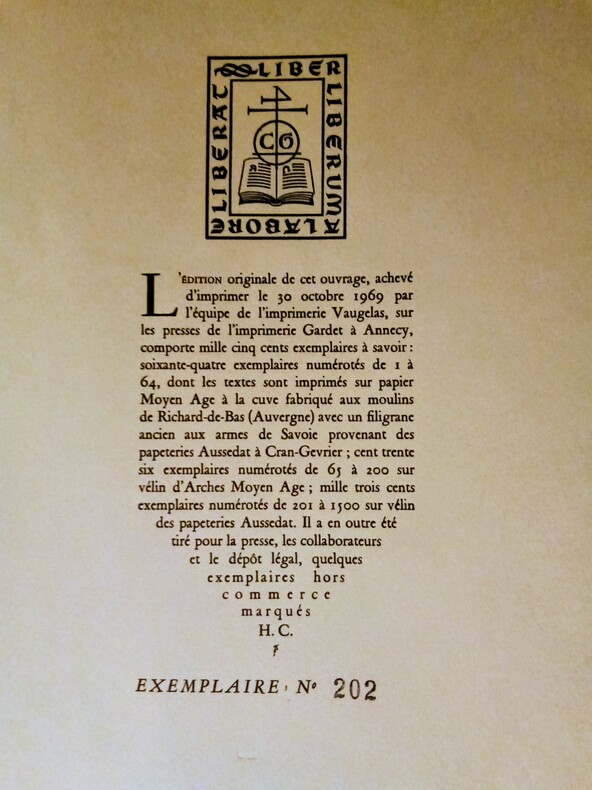 LIBER
LIBERUM
A LABORE
LIBERAT
CG
L'ÉDITION originale de cet ouvrage, achevé
d'imprimer le 30 octobre 1969 par
l'équipe de l'imprimerie Vaugelas, sur
les presses de l'imprimerie Gardet à Annecy,
comporte mille cinq cents exemplaires à savoir :
soixante-quatre exemplaires numérotés de 1 à
64, dont les textes sont imprimés sur papier
Moyen Age à la cuve fabriqué aux moulins
de Richard-de-Bas (Auvergne) avec un filigrane
ancien aux armes de Savoie provenant des
papeteries Aussedat à Cran-Gevrier ; cent trente
six exemplaires numérotés de 65 à 200 sur
vélin d'Arches Moyen Age ; mille trois cents
exemplaires numérotés de 201 à 1500 sur vélin
des papeteries Aussedat. Il a en outre été
tiré pour la presse, les collaborateurs
et le dépôt légal, quelques
exemplaires hors
commerce
marqués
H. C.
EXEMPLAIRE, Nº 202